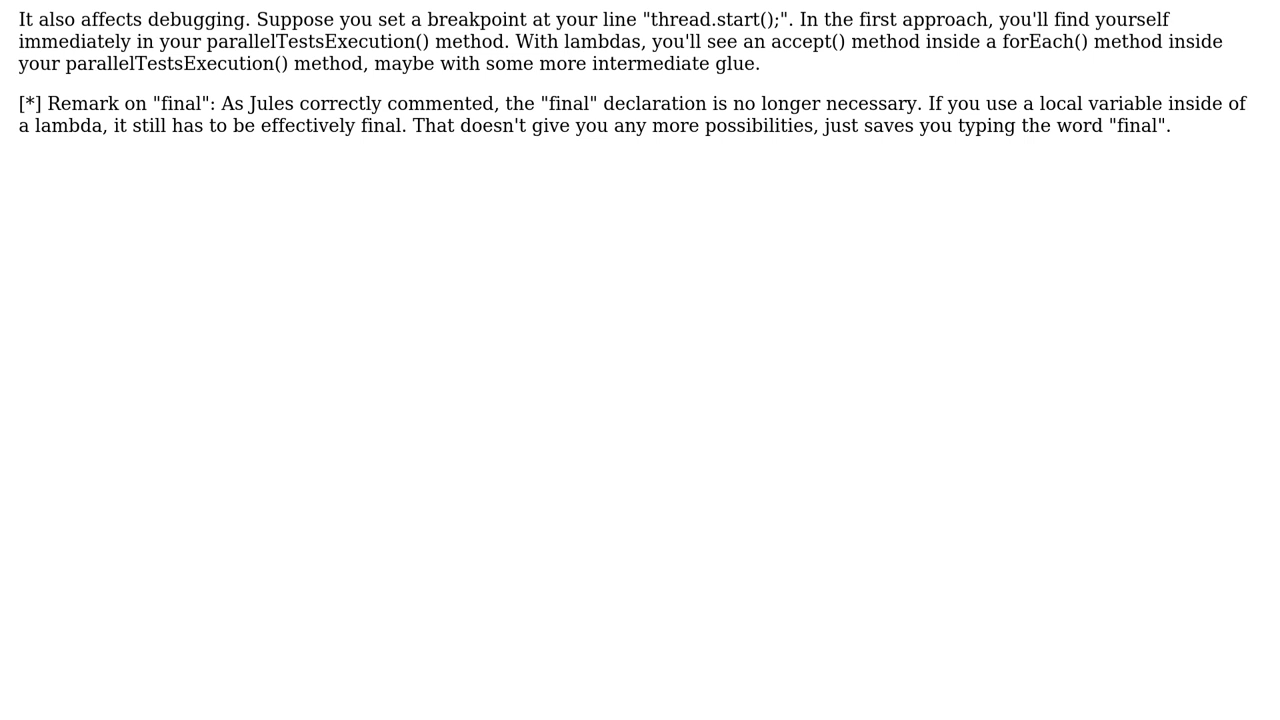 It also affects debugging. Suppose you set a breakpoint at your line "thread.start();". In the first approach, you'll find yourself
immediately in your parallelTestsExecution() method. With lambdas, you'll see an accept() method inside a forEach() method inside
your parallelTestsExecution() method, maybe with some more intermediate glue.
[*] Remark on "final": As Jules correctly commented, the "final" declaration is no longer necessary. If you use a local variable inside of
a lambda, it still has to be effectively final. That doesn't give you any more possibilities, just saves you typing the word "final".